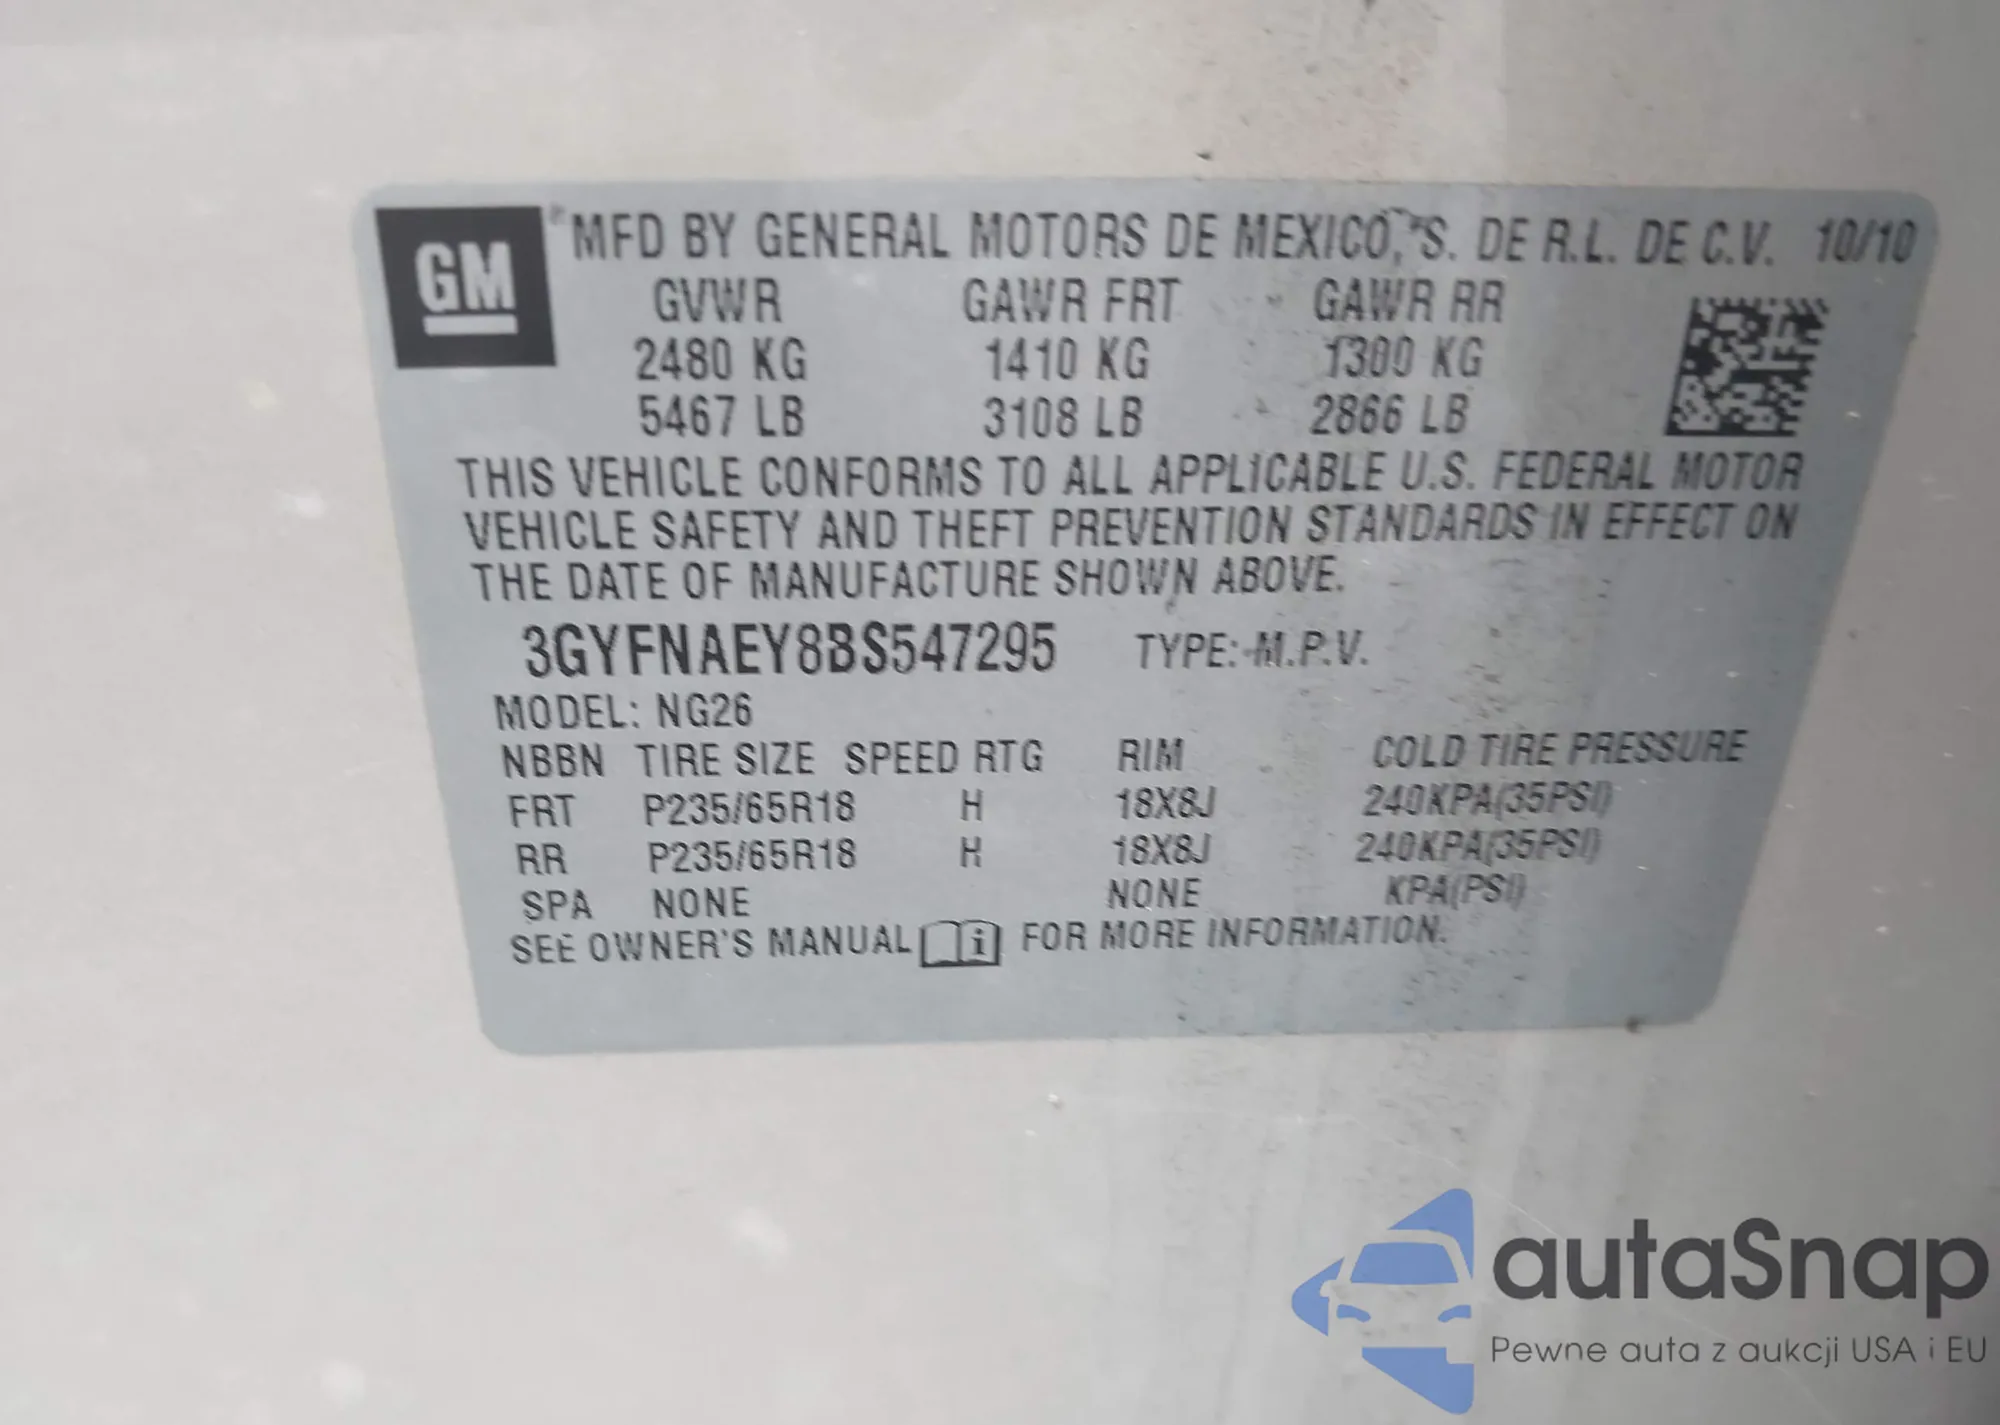 GM ® MFD BY GENERAL MOTORS DE MEXICO, S. DE R.L. DE C.V. 10/10
GVWR GAWR FRT GAWR RR
2480 KG 1410 KG 1300 KG
5467 LB 3108 LB 2866 LB
THIS VEHICLE CONFORMS TO ALL APPLICABLE U.S. FEDERAL MOTOR
VEHICLE SAFETY AND THEFT PREVENTION STANDARDS IN EFFECT ON
THE DATE OF MANUFACTURE SHOWN ABOVE.
3GYFNAEY8BS547295 TYPE: M.P.V.
MODEL: NG26
NBBN TIRE SIZE SPEED RTG RIM COLD TIRE PRESSURE
FRT P235/65R18 H 18X8J 240KPA(35PSI)
RR P235/65R18 H 18X8J 240KPA(35PSI)
SPA NONE NONE KPA(PSI)
SEE OWNER'S MANUAL i FOR MORE INFORMATION.
autaSnap
Pewne auta z aukcji USA i EU